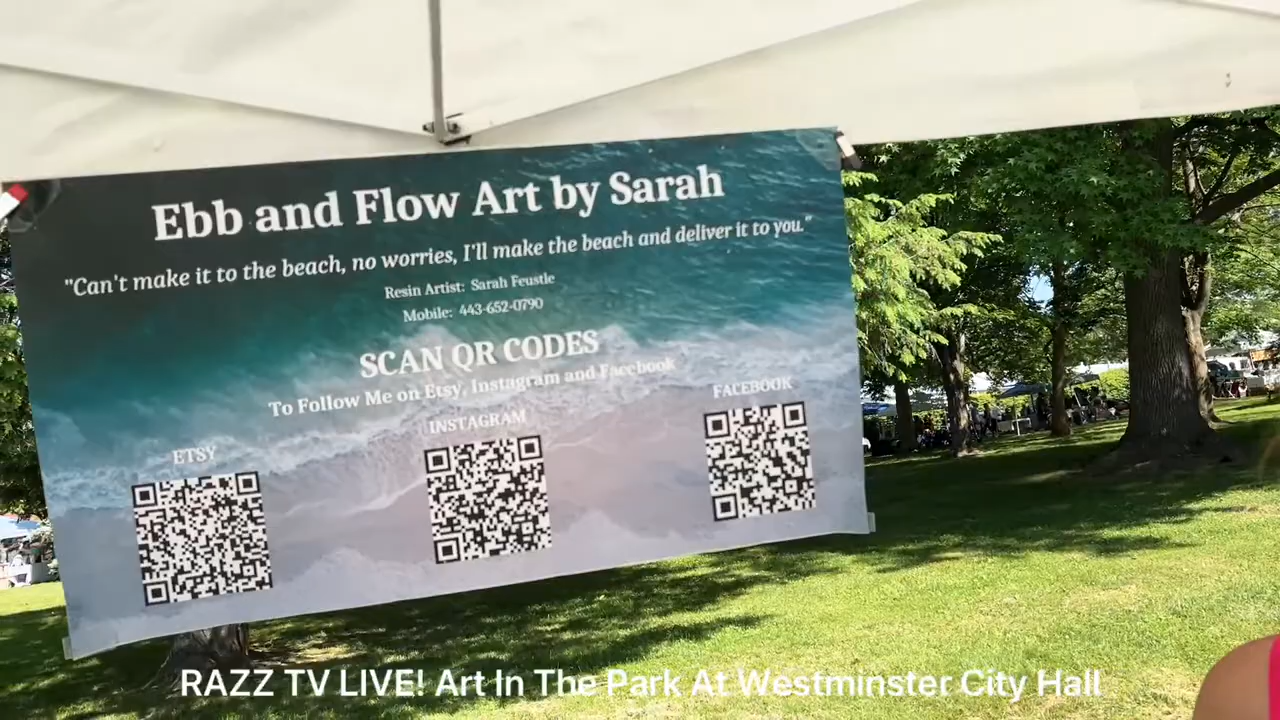 Ebb and Flow Art by Sarah
"Can't make it to the beach, no worries, I'll make the beach and deliver it to you."
Resin Artist: Sarah Feustle
Mobile: 443-652-0790
SCAN QR CODES
To Follow Me on Etsy, Instagram and Facebook
ETSY
INSTAGRAM
FACEBOOK
RAZZ TV LIVE! Art In The Park At Westminster City Hall